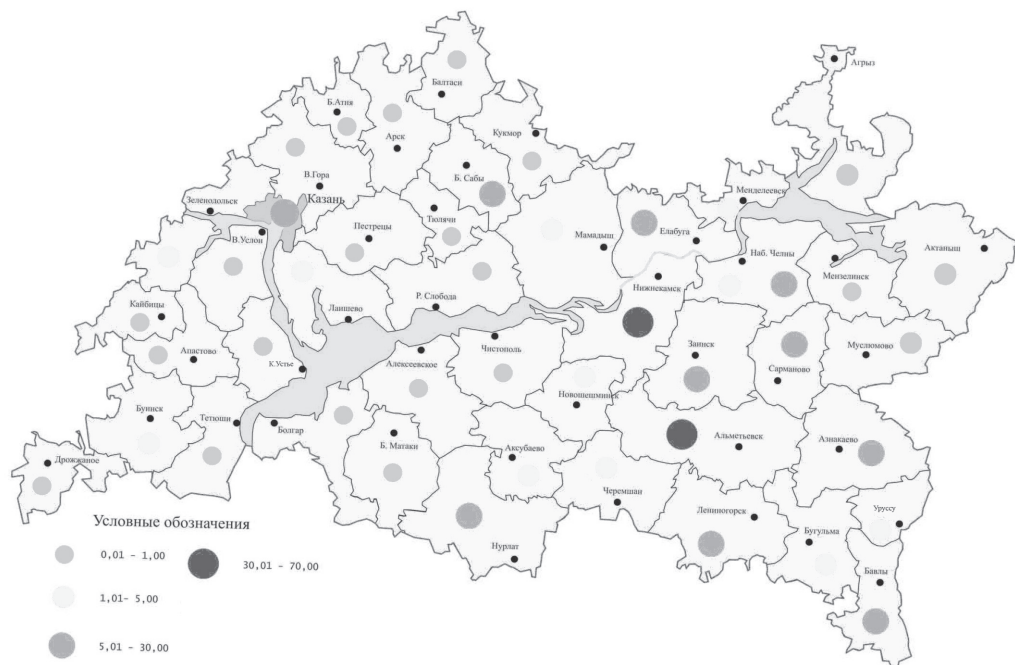 Агрыз
Балтаси
Б.Атня
Кукмор
Арск
Б. Сабы
В.Гора
Менделеевск
Зеленодольск
Казань
Тюлячи
Елабуга
В.Услон
Пестрецы
Мамадыш
Наб. Челны
Актаныш
Мензелинск
Нижнекамск
Кайбицы
Лаишево
Р. Слобода
Чистополь
Заинск
Муслюмово
Апастово
К.Устье
Алексеевское
Сарманово
Новошешминск
Буинск
Тетюши
Болгар
Б. Матаки
Аксубаево
Альметьевск
Азнакаево
Дрожжаное
Черемшан
Лениногорск
Уруссу
Бугульма
Нурлат
Бавлы
Условные обозначения
0,01 - 1,00
30,01 - 70,00
1,01- 5,00
5,01 - 30,00